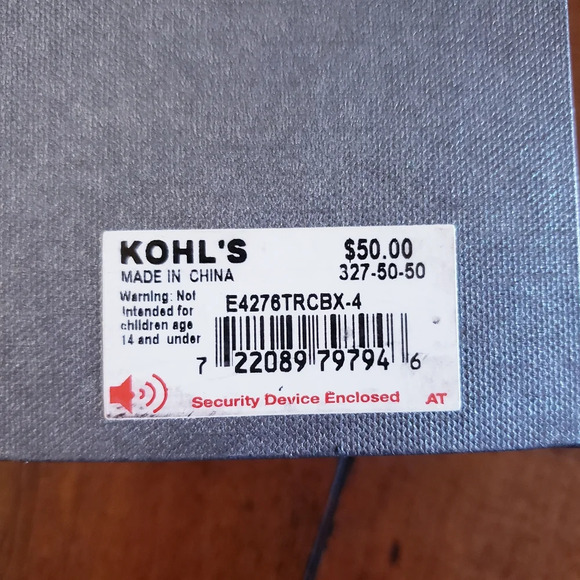 KOHL'S $50.00
MADE IN CHINA 327-50-50
Warning: Not
Intended for
children age
14 and under
E4276TRCBX-4
7 22089 79794 6
Security Device Enclosed AT